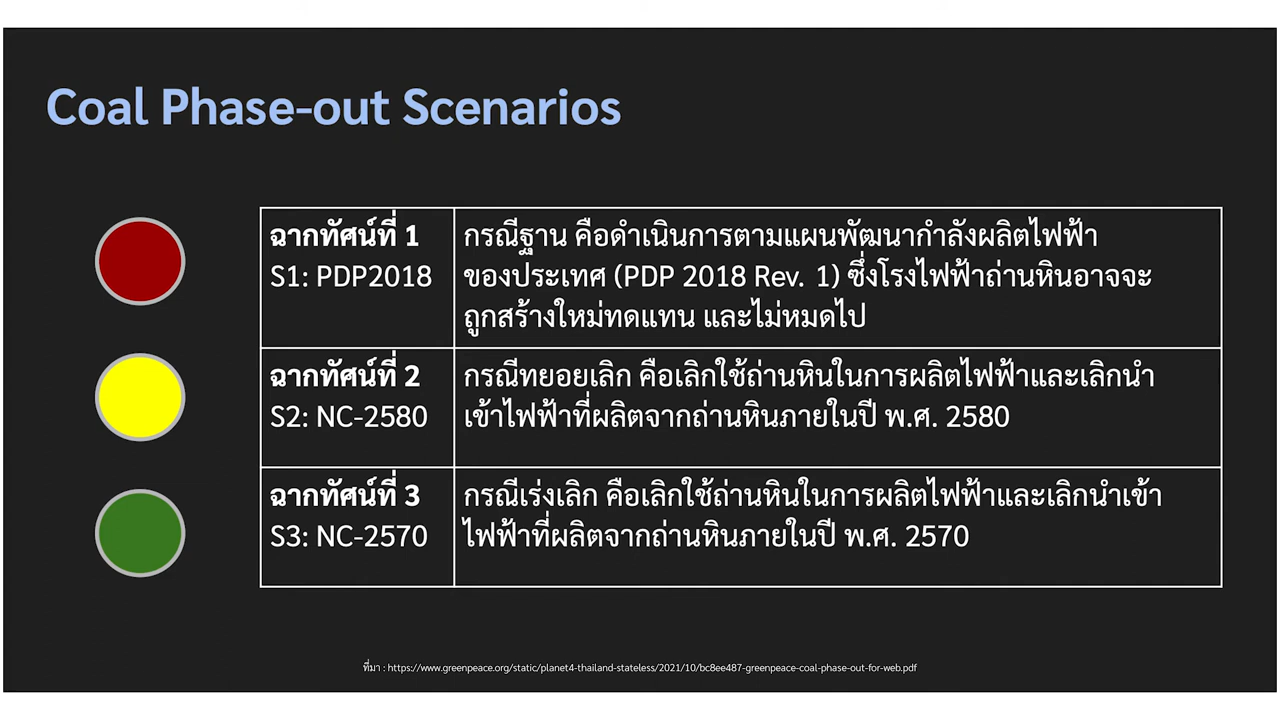 Coal Phase-out Scenarios
ฉากทัศน์ที่ 1
S1: PDP2018
กรณีฐาน คือดำเนินการตามแผนพัฒนากำลังผลิตไฟฟ้า
ของประเทศ (PDP 2018 Rev. 1) ซึ่งโรงไฟฟ้าถ่านหินอาจจะ
ถูกสร้างใหม่ทดแทน และไม่หมดไป
ฉากทัศน์ที่ 2
S2: NC-2580
กรณีทยอยเลิก คือเลิกใช้ถ่านหินในการผลิตไฟฟ้าและเลิกนำ
เข้าไฟฟ้าที่ผลิตจากถ่านหินภายในปี พ.ศ. 2580
ฉากทัศน์ที่ 3
S3: NC-2570
กรณีเร่งเลิก คือเลิกใช้ถ่านหินในการผลิตไฟฟ้าและเลิกนำเข้า
ไฟฟ้าที่ผลิตจากถ่านหินภายในปี พ.ศ. 2570
ที่มา : https://www.greenpeace.org/static/planet4-thailand-stateless/2021/10/bc8ee487-greenpeace-coal-phase-out-for-web.pdf